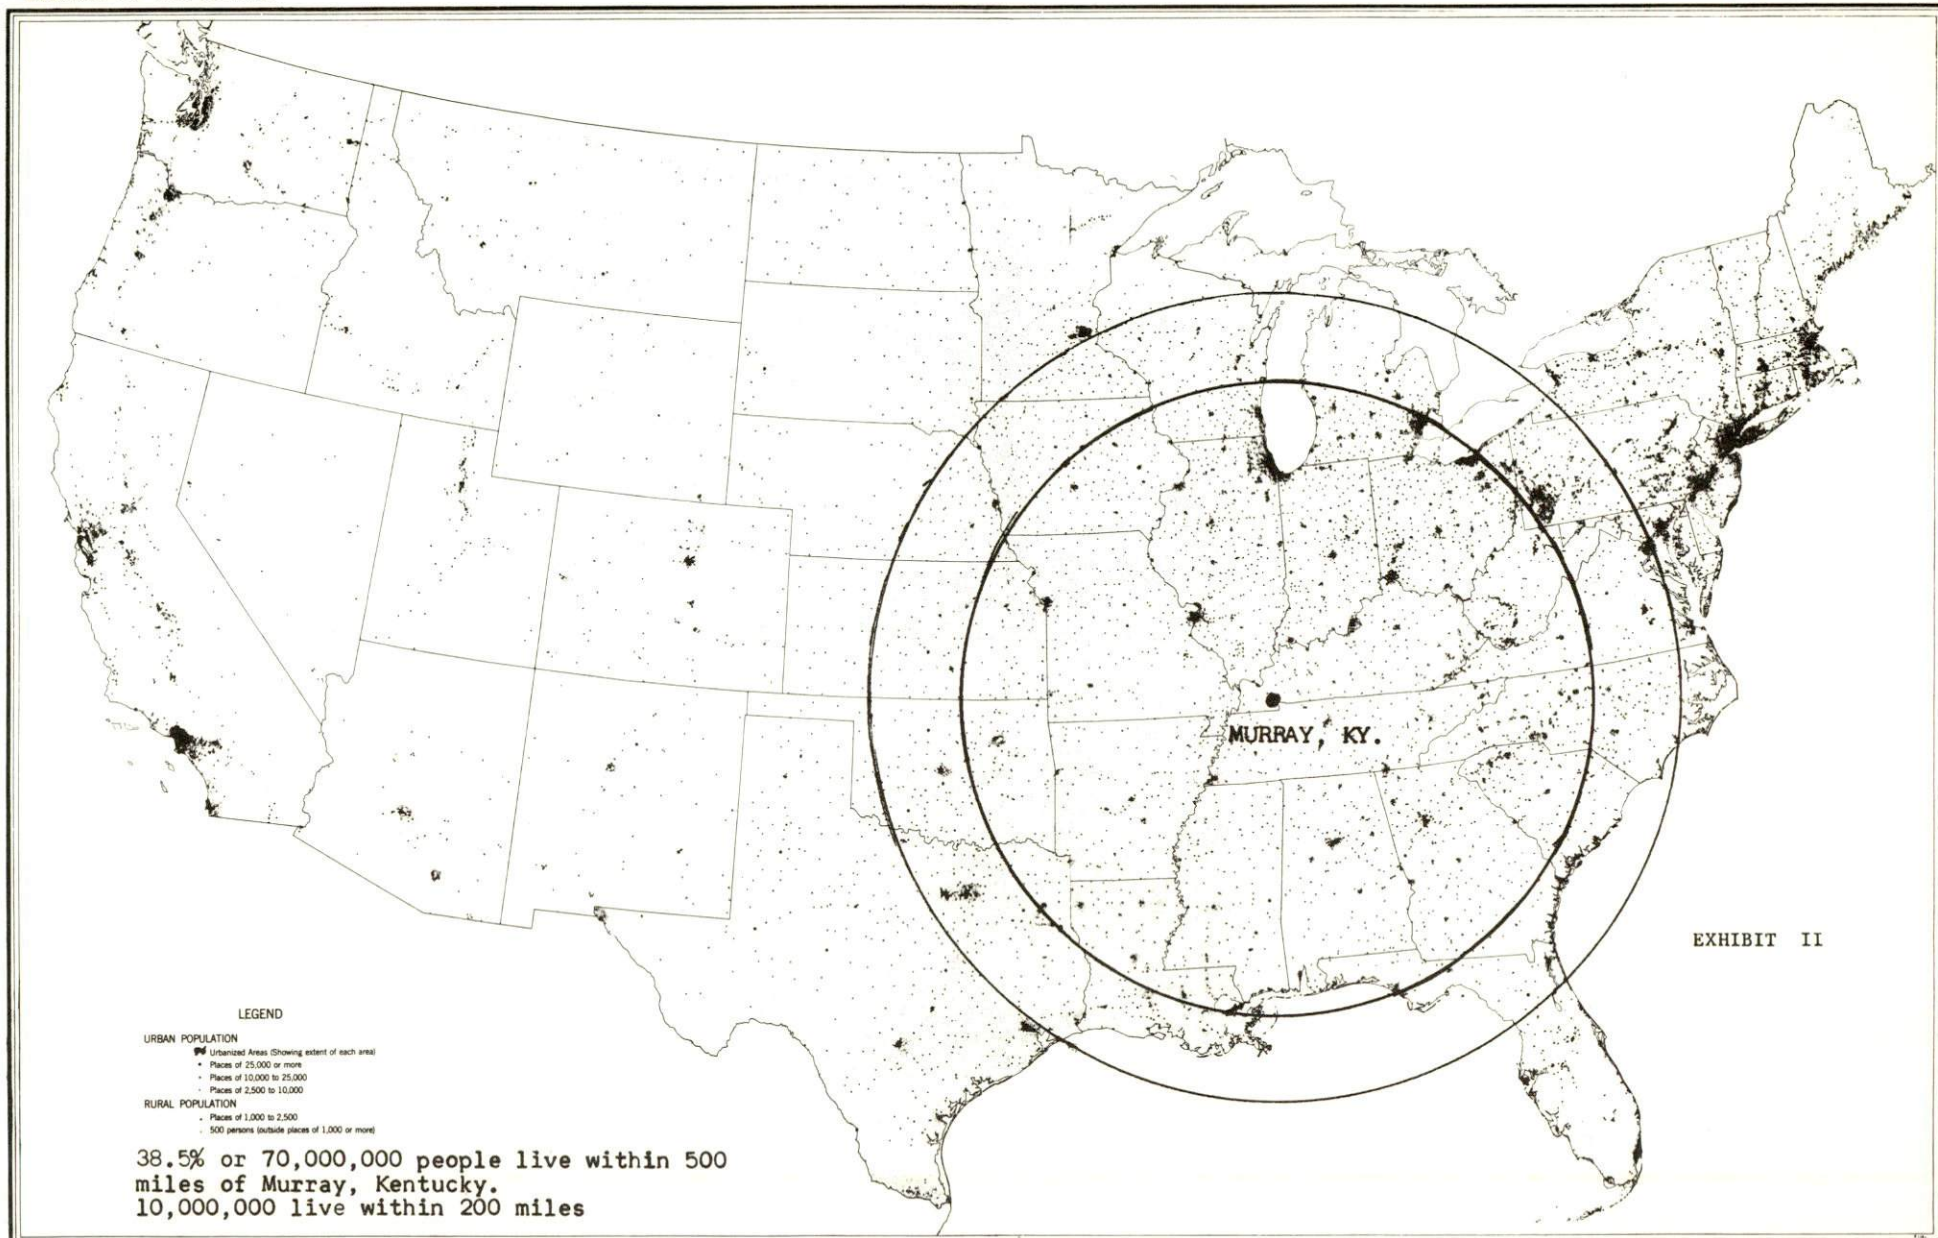 MURRAY, KY.
EXHIBIT II
LEGEND
URBAN POPULATION
Urbanized Areas (Showing extent of each area)
Places of 25,000 or more
Places of 10,000 to 25,000
Places of 2,500 to 10,000
RURAL POPULATION
Places of 1,000 to 2,500
500 persons (outside places of 1,000 or more)
38.5% or 70,000,000 people live within 500
miles of Murray, Kentucky.
10,000,000 live within 200 miles